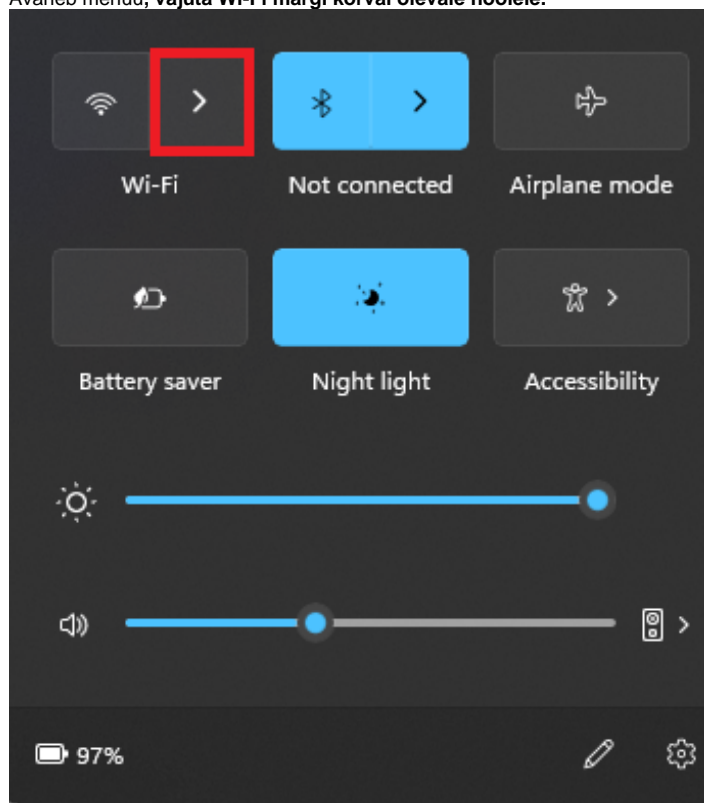 Avaneb menüü, vajuta Wi-Fi märgi kõrval olevale noolele.
Wi-Fi Not connected Airplane mode
Battery saver Night light Accessibility
97%